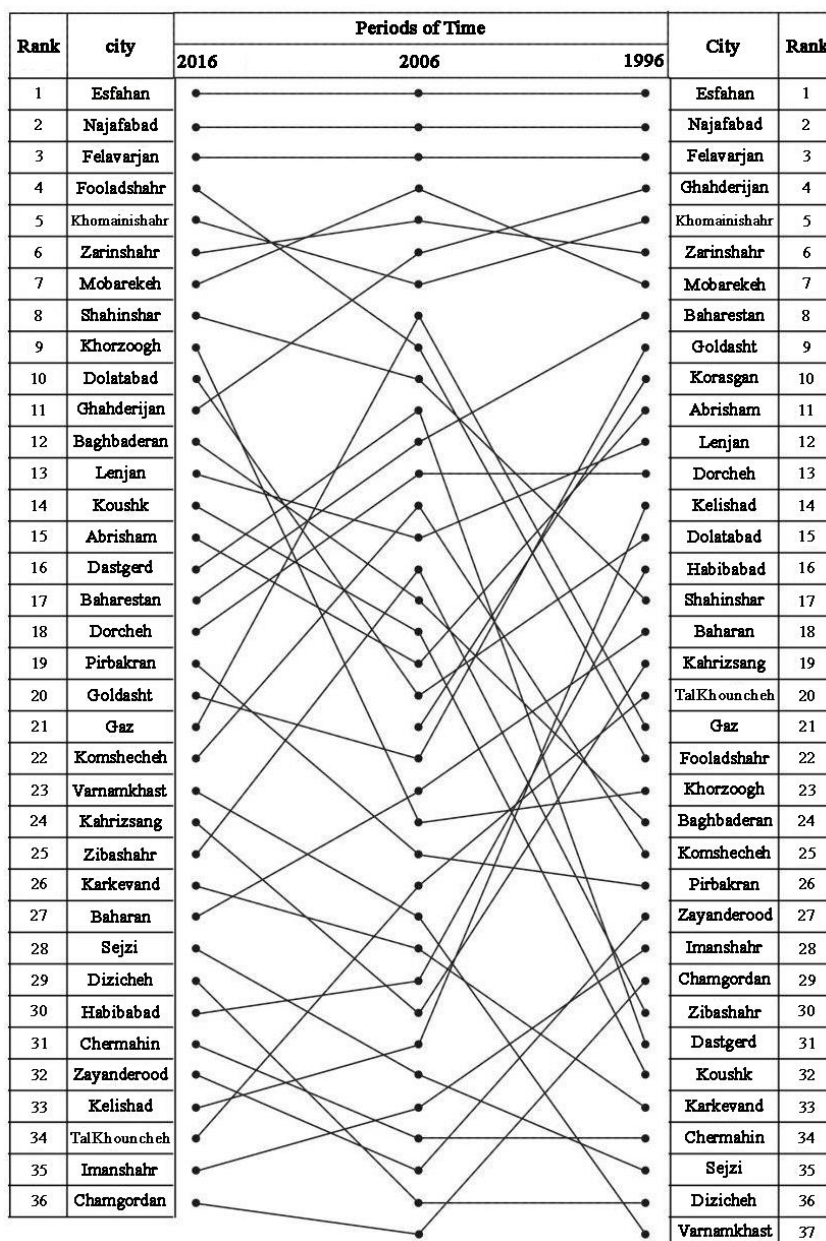 Rank city Periods of Time City Rank
2016 2006 1996
1 Esfahan Esfahan 1
2 Najafabad Najafabad 2
3 Felavarjan Felavarjan 3
4 Fooladshahr Ghahderijan 4
5 Khomainishahr Khomainishahr 5
6 Zarinshahr Zarinshahr 6
7 Mobarekeh Mobarekeh 7
8 Shahinshar Baharestan 8
9 Khorzoogh Goldasht 9
10 Dolatabad Korasgan 10
11 Ghahderijan Abrisham 11
12 Baghbaderan Lenjan 12
13 Lenjan Dorcheh 13
14 Koushk Kelishad 14
15 Abrisham Dolatabad 15
16 Dastgerd Habibabad 16
17 Baharestan Shahinshar 17
18 Dorcheh Baharan 18
19 Pirbakran Kahrizsang 19
20 Goldasht TalKhouncheh 20
21 Gaz Gaz 21
22 Komshecheh Fooladshahr 22
23 Varnamkhast Khorzoogh 23
24 Kahrizsang Baghbaderan 24
25 Zibashahr Komshecheh 25
26 Karkevand Pirbakran 26
27 Baharan Zayanderood 27
28 Sejzi Imanshahr 28
29 Dizicheh Chamgordan 29
30 Habibabad Zibashahr 30
31 Chermahin Dastgerd 31
32 Zayanderood Koushk 32
33 Kelishad Karkevand 33
34 TalKhouncheh Chermahin 34
35 Imanshahr Sejzi 35
36 Chamgordan Dizicheh 36
Varnamkhast 37